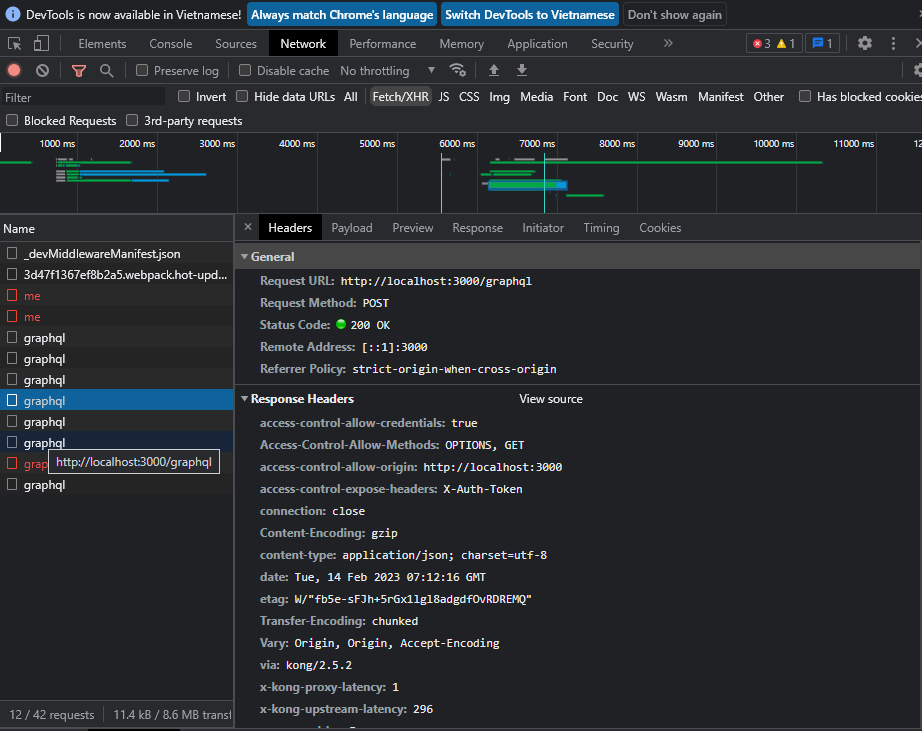 DevTools is now available in Vietnamese! Always match Chrome's language Switch DevTools to Vietnamese Don't show again
Elements Console Sources Network Performance Memory Application Security » 3 1 1
Preserve log Disable cache No throttling
Filter Invert Hide data URLs All Fetch/XHR JS CSS Img Media Font Doc WS Wasm Manifest Other Has blocked cookies
Blocked Requests 3rd-party requests
1000 ms 2000 ms 3000 ms 4000 ms 5000 ms 6000 ms 7000 ms 8000 ms 9000 ms 10000 ms 11000 ms 12
Name
_devMiddlewareManifest.json
3d47f1367ef8b2a5.webpack.hot-upd...
me
me
graphql
graphql
graphql
graphql
graphql
graphql
grap
http://localhost:3000/graphql
graphql
12 / 42 requests 11.4 kB / 8.6 MB transf
× Headers Payload Preview Response Initiator Timing Cookies
General
Request URL: http://localhost:3000/graphql
Request Method: POST
Status Code: 200 OK
Remote Address: [::1]:3000
Referrer Policy: strict-origin-when-cross-origin
Response Headers View source
access-control-allow-credentials: true
Access-Control-Allow-Methods: OPTIONS, GET
access-control-allow-origin: http://localhost:3000
access-control-expose-headers: X-Auth-Token
connection: close
Content-Encoding: gzip
content-type: application/json; charset=utf-8
date: Tue, 14 Feb 2023 07:12:16 GMT
etag: W/"fb5e-sFJh+5rGx1lgl8adgdfOvRDREMQ"
Transfer-Encoding: chunked
Vary: Origin, Origin, Accept-Encoding
via: kong/2.5.2
x-kong-proxy-latency: 1
x-kong-upstream-latency: 296